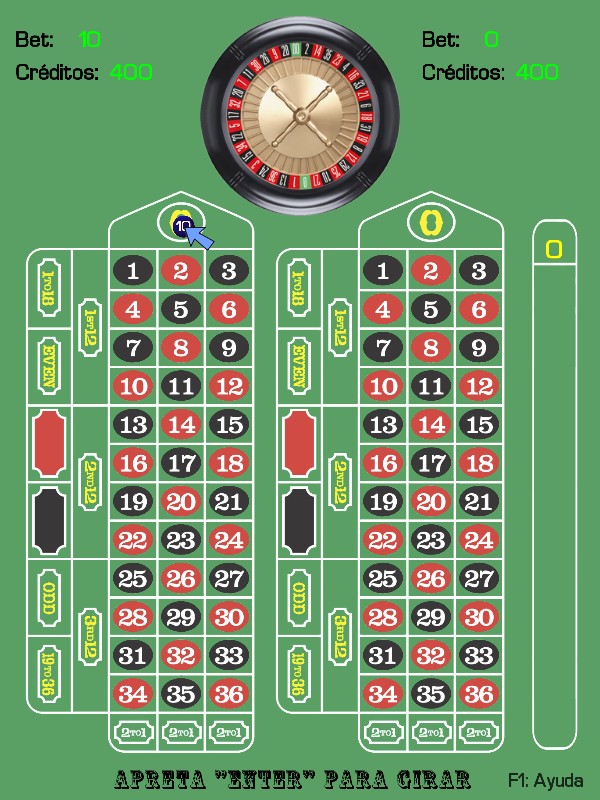 Bet: 10
Bet: 0
Créditos: 400
Créditos: 400
10
0
0
1 2 3
4 5 6
7 8 9
10 11 12
13 14 15
16 17 18
19 20 21
22 23 24
25 26 27
28 29 30
31 32 33
34 35 36
2TO1 2TO1 2TO1
1TO18
EVEN
ODD
19TO36
1ST12
2ND12
3RD12
1 2 3
4 5 6
7 8 9
10 11 12
13 14 15
16 17 18
19 20 21
22 23 24
25 26 27
28 29 30
31 32 33
34 35 36
2TO1 2TO1 2TO1
1TO18
EVEN
ODD
19TO36
1ST12
2ND12
3RD12
APRETA "ENTER" PARA GIRAR
F1: Ayuda